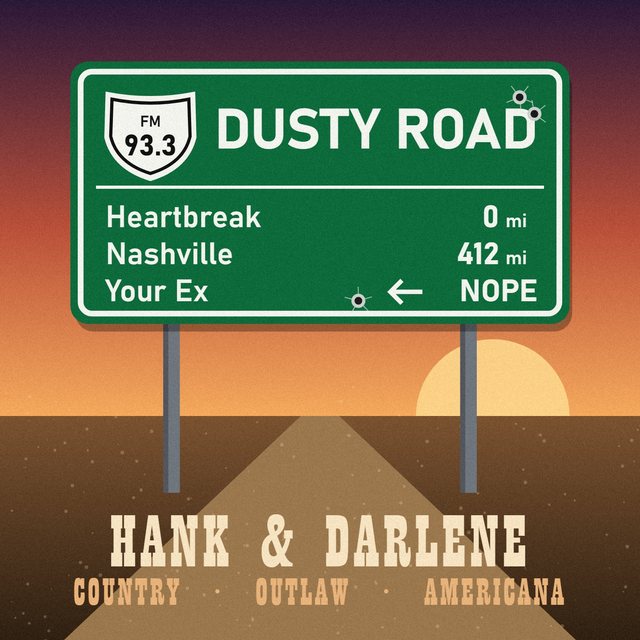 FM
93.3
DUSTY ROAD
Heartbreak 0 mi
Nashville 412 mi
Your Ex ← NOPE
HANK & DARLENE
COUNTRY · OUTLAW · AMERICANA